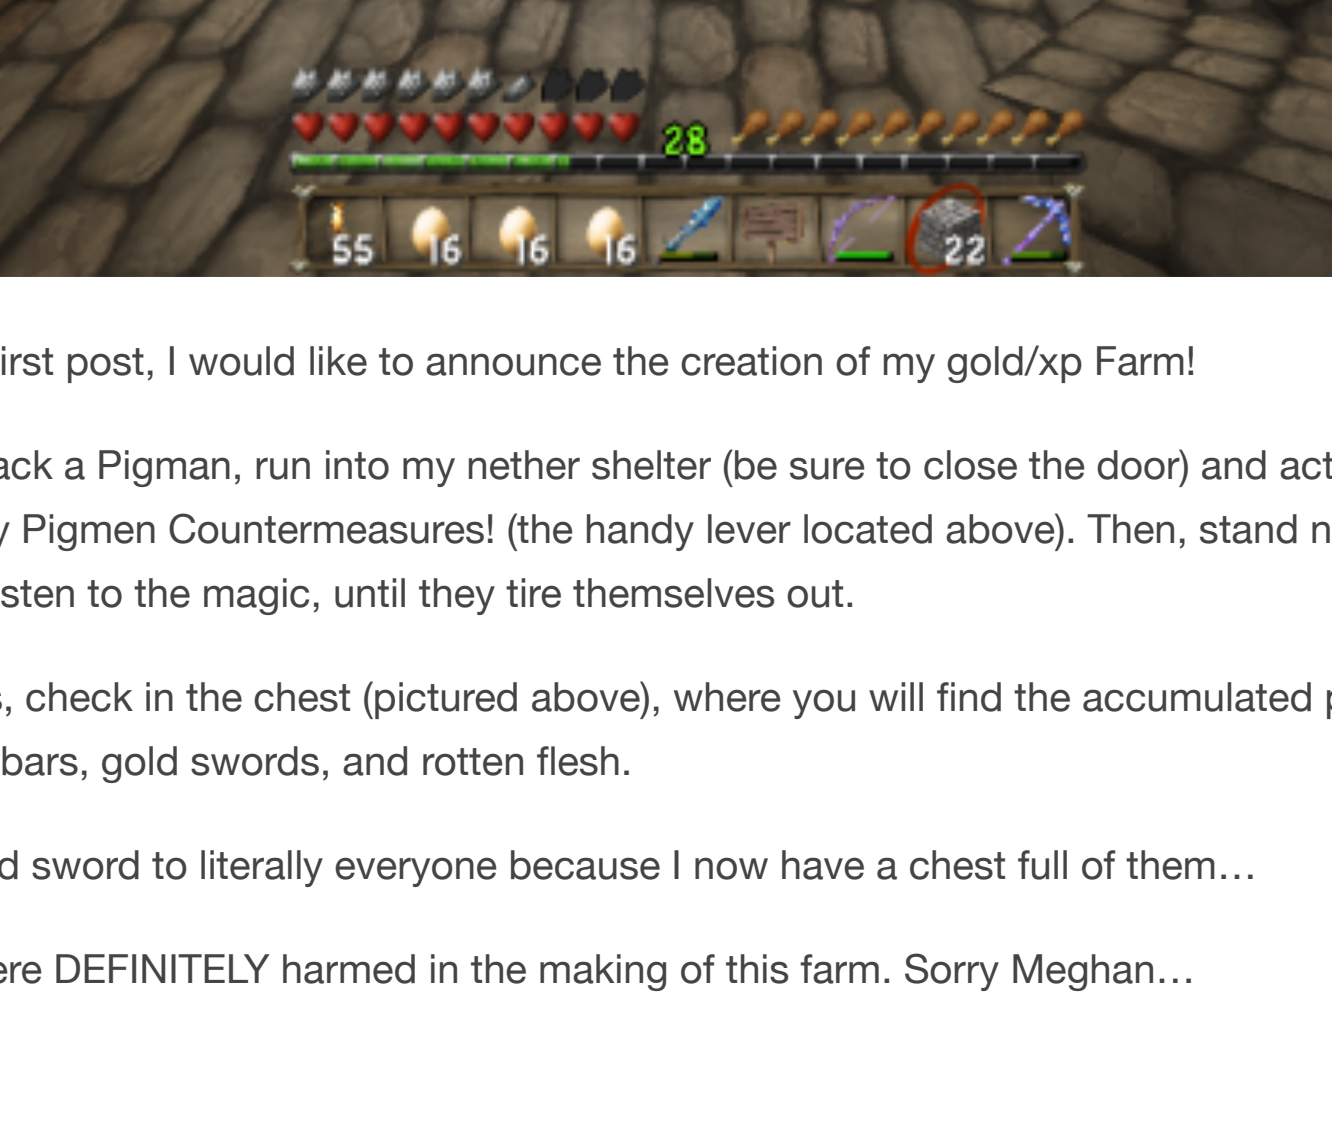 28
55 16 16 16 22
irst post, I would like to announce the creation of my gold/xp Farm!
ack a Pigman, run into my nether shelter (be sure to close the door) and act
y Pigmen Countermeasures! (the handy lever located above). Then, stand n
sten to the magic, until they tire themselves out.
s, check in the chest (pictured above), where you will find the accumulated p
bars, gold swords, and rotten flesh.
d sword to literally everyone because I now have a chest full of them…
ere DEFINITELY harmed in the making of this farm. Sorry Meghan…